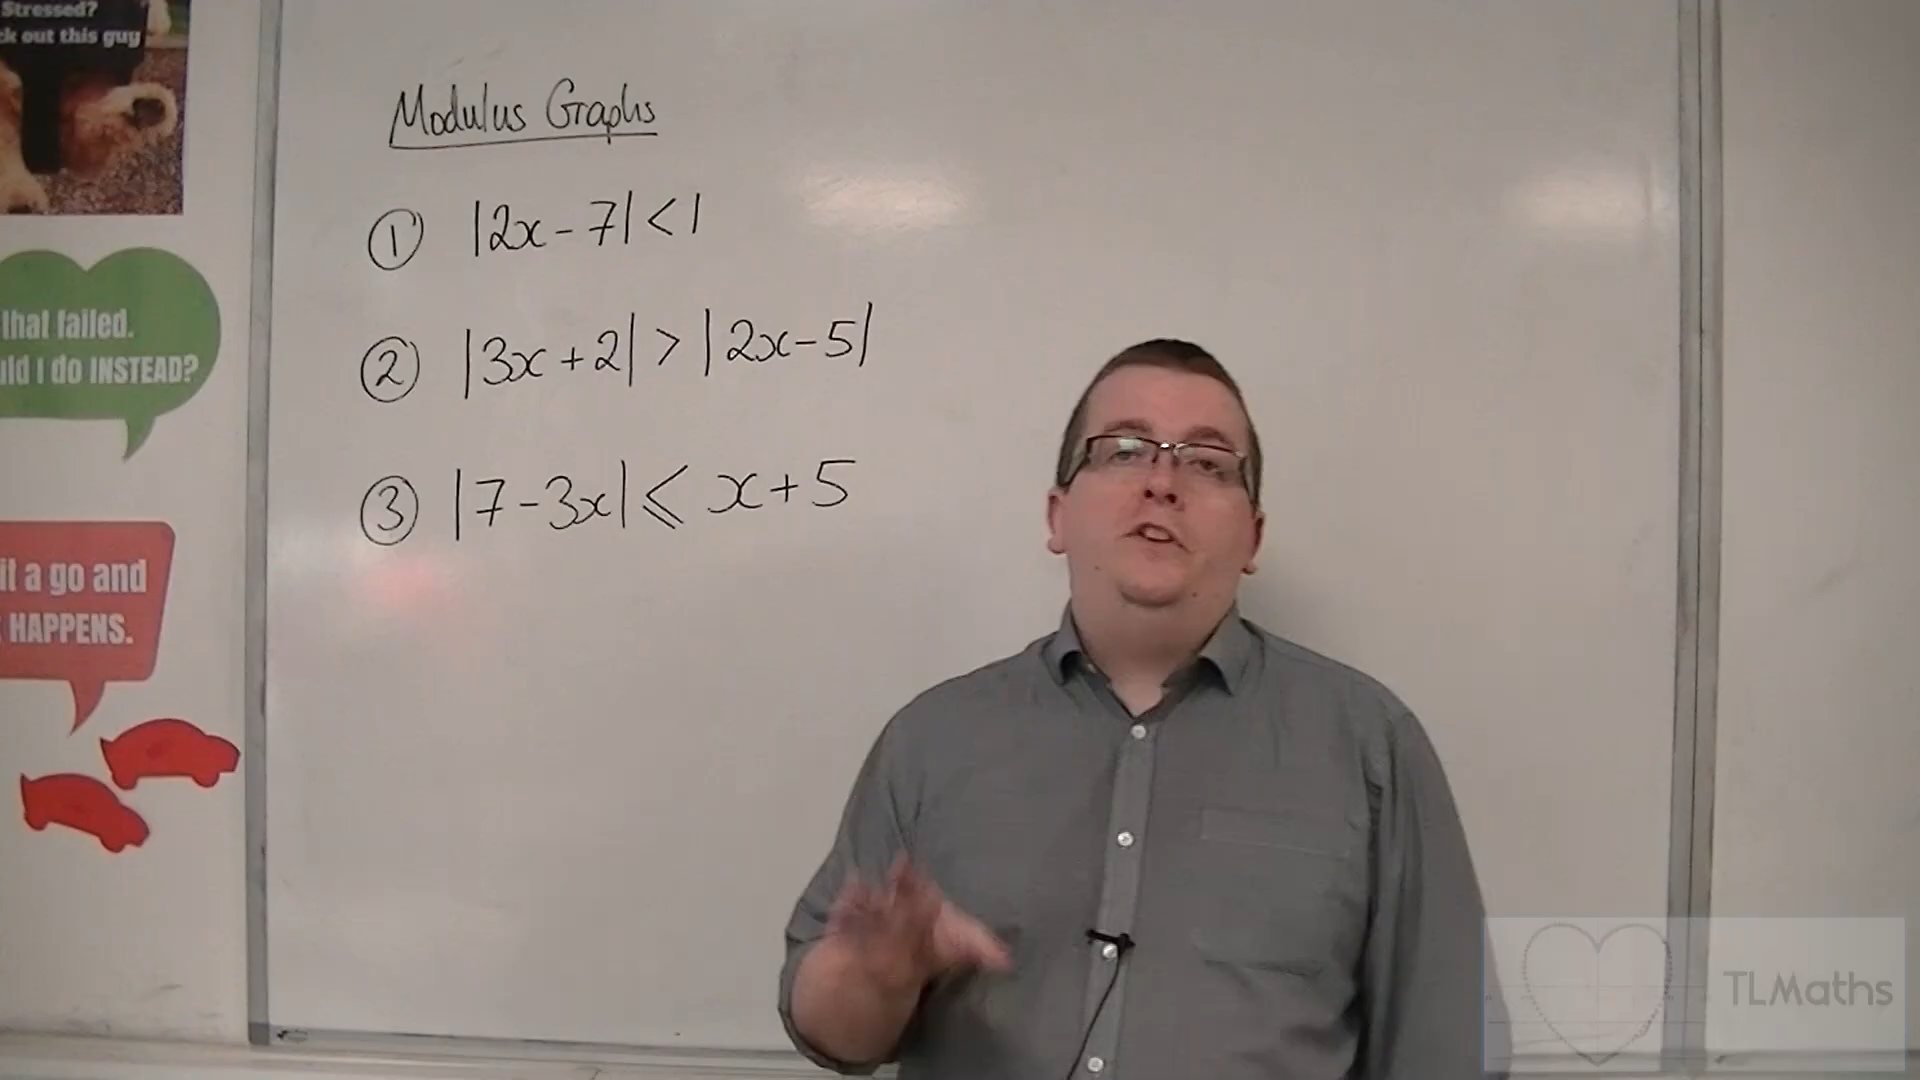 Stressed?
ck out this guy
Modulus Graphs
① |2x - 7| < 1
② |3x + 2| > |2x - 5|
③ |7 - 3x| ⩽ x + 5
that failed.
uld I do INSTEAD?
it a go and
HAPPENS.
TLMaths